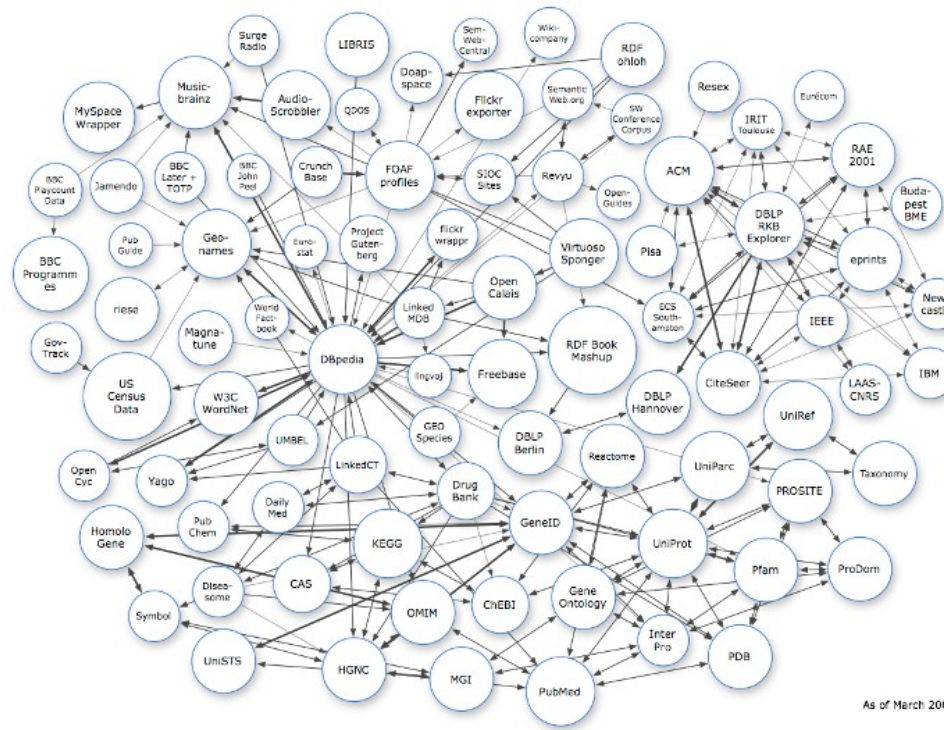 Surge
Radio
LIBRIS
Sem-
Web-
Central
Wiki-
company
RDF
ohloh
Doap-
space
Music-
brainz
MySpace
Wrapper
Audio-
Scrobbler
QDOS
Flickr
exporter
Semantic
Web.org
SW
Conference
Corpus
Resex
IRIT
Toulouse
Eurécom
RAE
2001
ACM
BBC
Playcount
Data
Jamendo
BBC
Later +
TOTP
BBC
John
Peel
Crunch
Base
FOAF
profiles
SIOC
Sites
Revyu
Open-
Guides
DBLP
RKB
Explorer
Buda-
pest
BME
Pub
Guide
Geo-
names
Euro-
stat
Project
Guten-
berg
flickr
wrappr
Virtuoso
Sponger
Pisa
eprints
BBC
Programm
es
riese
World
Fact-
book
Linked
MDB
Open
Calais
ECS
South-
ampton
IEEE
New
castl
Gov-
Track
Magna-
tune
DBpedia
RDF Book
Mashup
lingvoj
Freebase
CiteSeer
LAAS-
CNRS
IBM
US
Census
Data
W3C
WordNet
DBLP
Hannover
UniRef
UMBEL
GEO
Species
DBLP
Berlin
Reactome
UniParc
Taxonomy
Open
Cyc
Yago
LinkedCT
Drug
Bank
PROSITE
Daily
Med
Homolo
Gene
Pub
Chem
KEGG
GeneID
UniProt
Pfam
ProDom
Disea-
some
CAS
ChEBI
Gene
Ontology
Symbol
OMIM
Inter
Pro
UniSTS
HGNC
MGI
PubMed
PDB
As of March 200